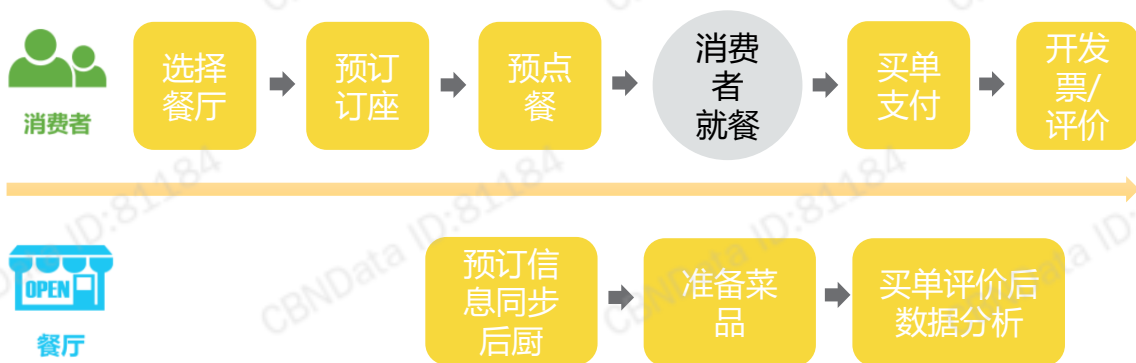 选择
餐厅
预订
订座
预点
餐
消费
者
就餐
买单
支付
开发
票/
评价
消费者
OPEN
餐厅
预订信
息同步
后厨
准备菜
品
买单评价后
数据分析
CBNData ID:81184